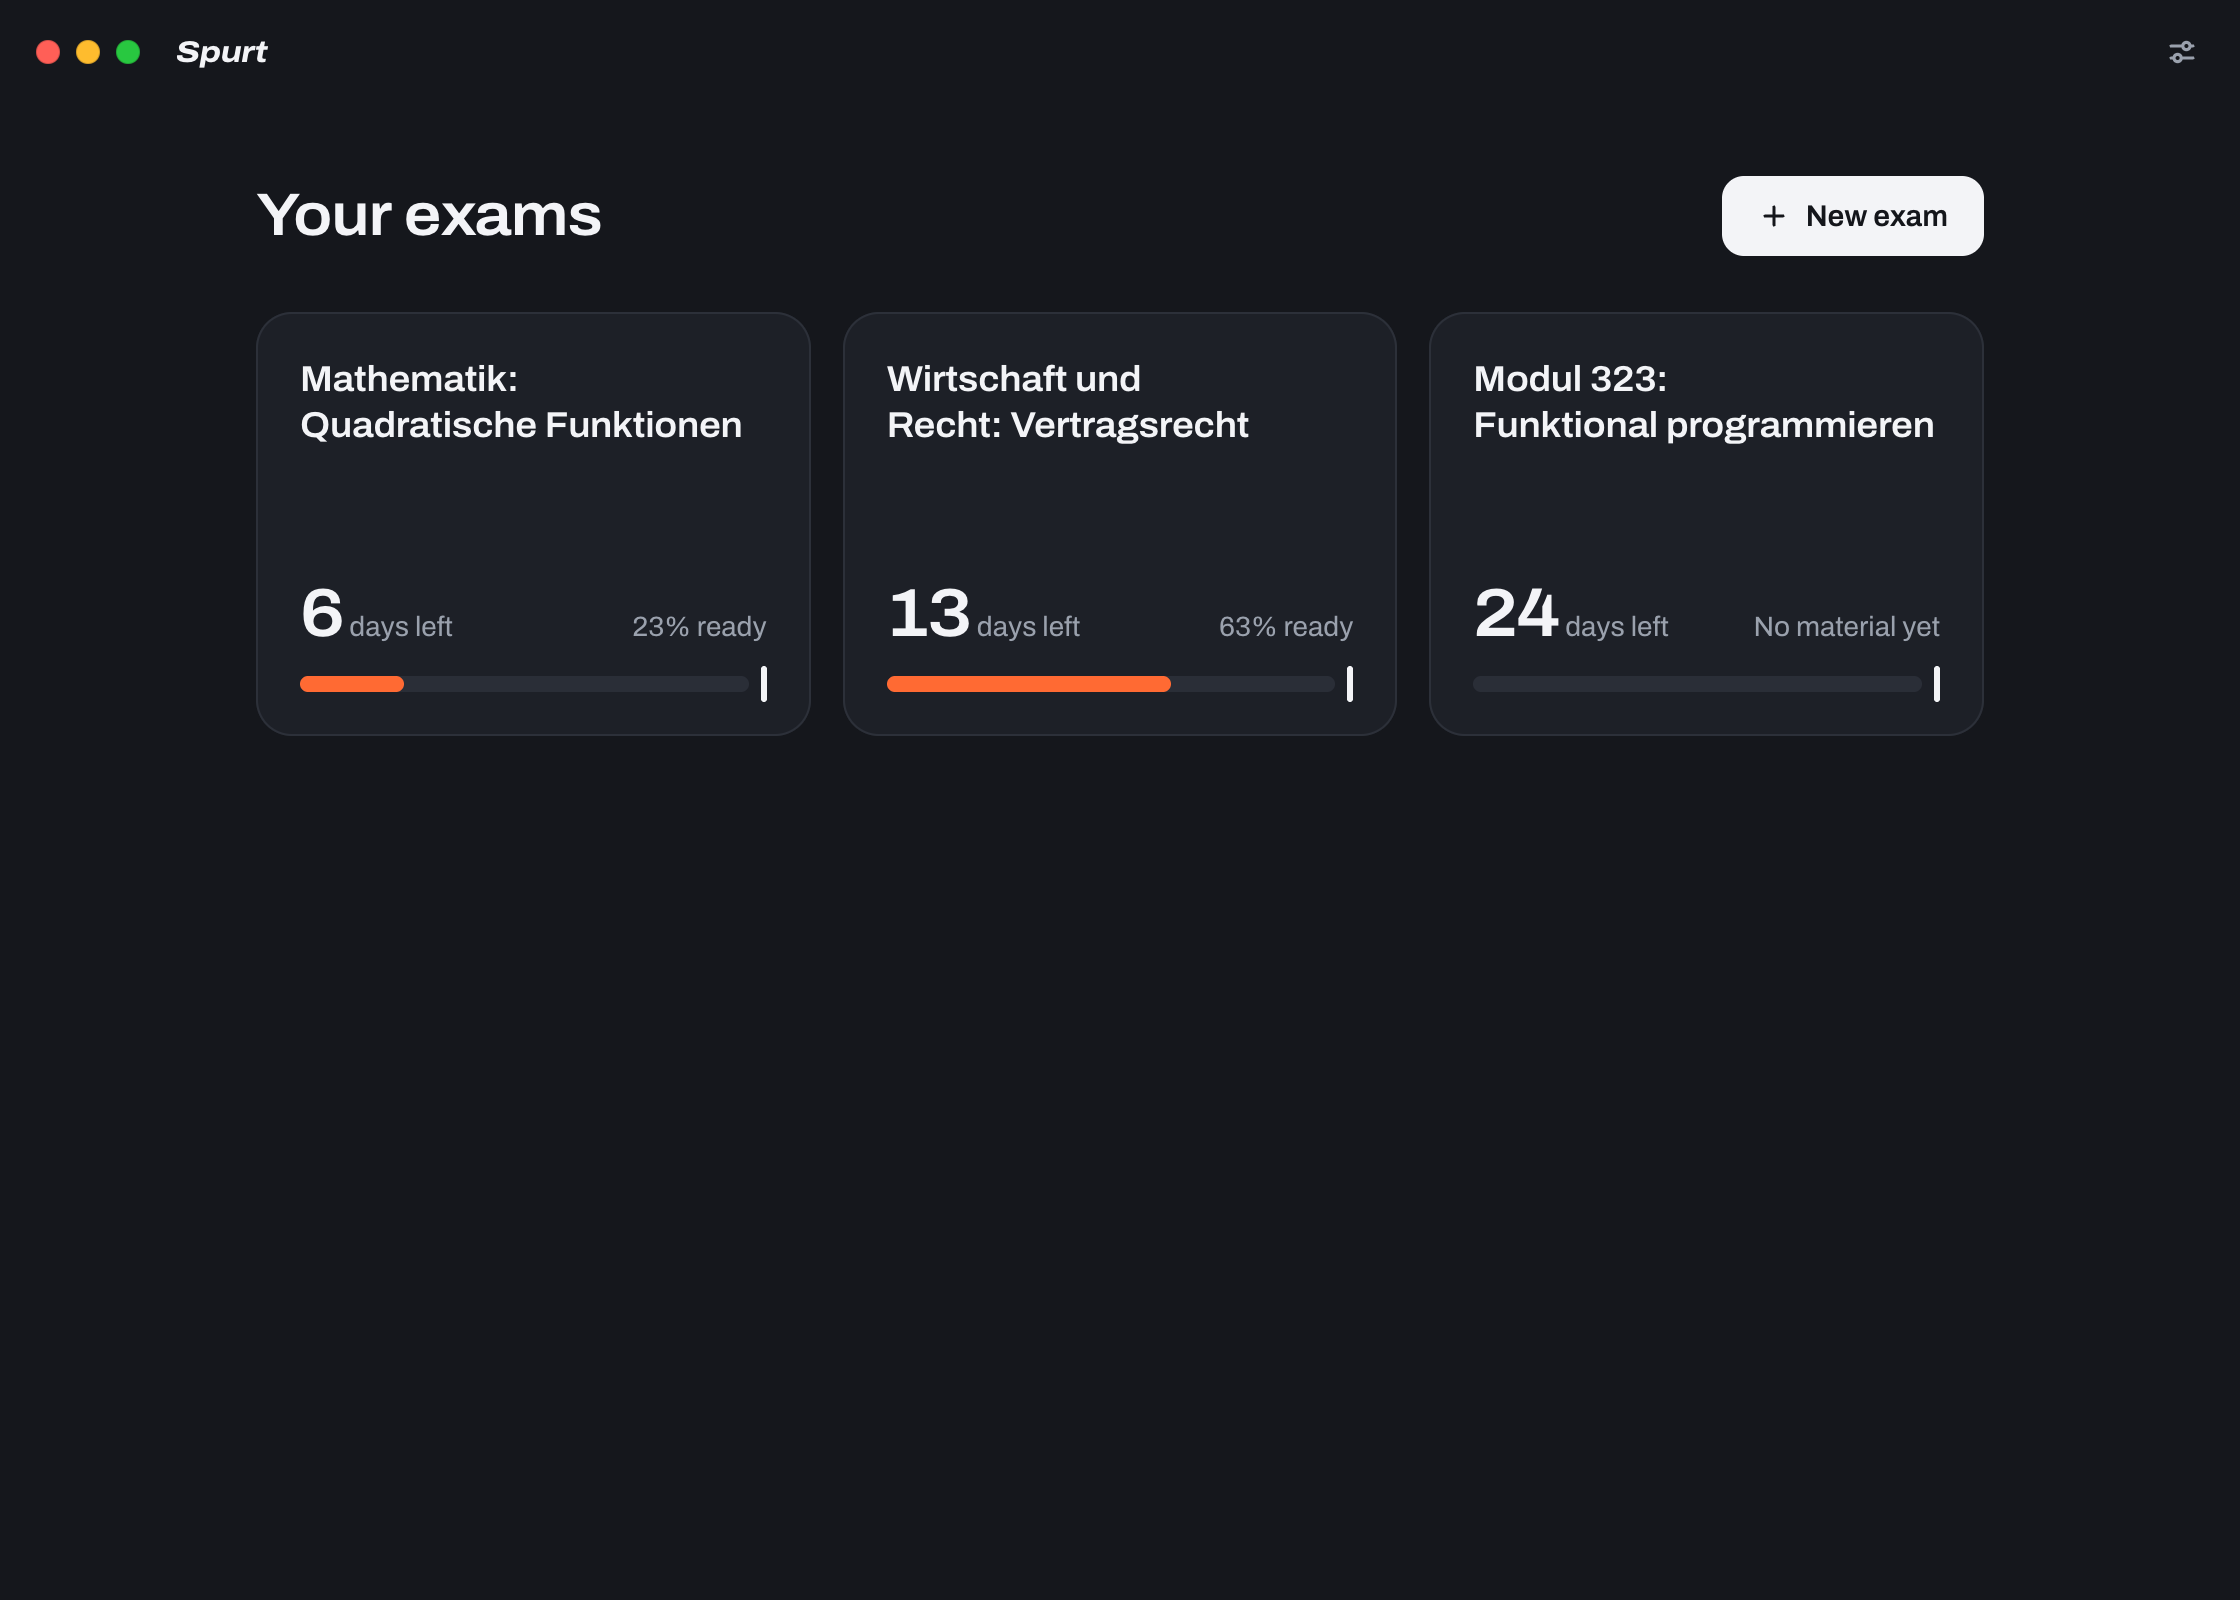 Spurt
Your exams
New exam
Mathematik:
Quadratische Funktionen
6 days left
23% ready
Wirtschaft und
Recht: Vertragsrecht
13 days left
63% ready
Modul 323:
Funktional programmieren
24 days left
No material yet